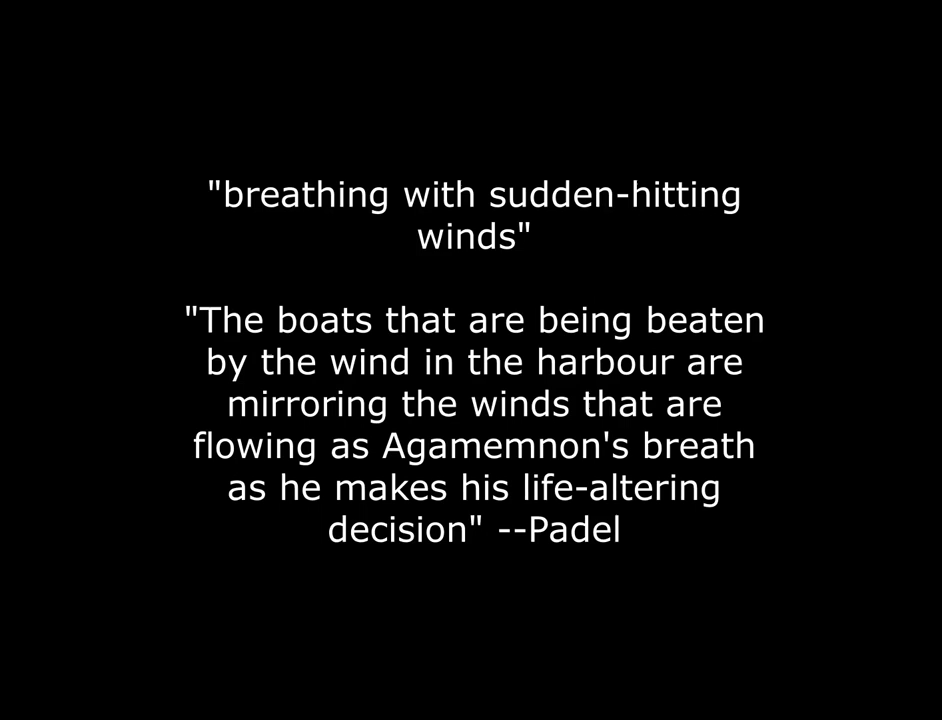 "breathing with sudden-hitting
winds"
"The boats that are being beaten
by the wind in the harbour are
mirroring the winds that are
flowing as Agamemnon's breath
as he makes his life-altering
decision" --Padel